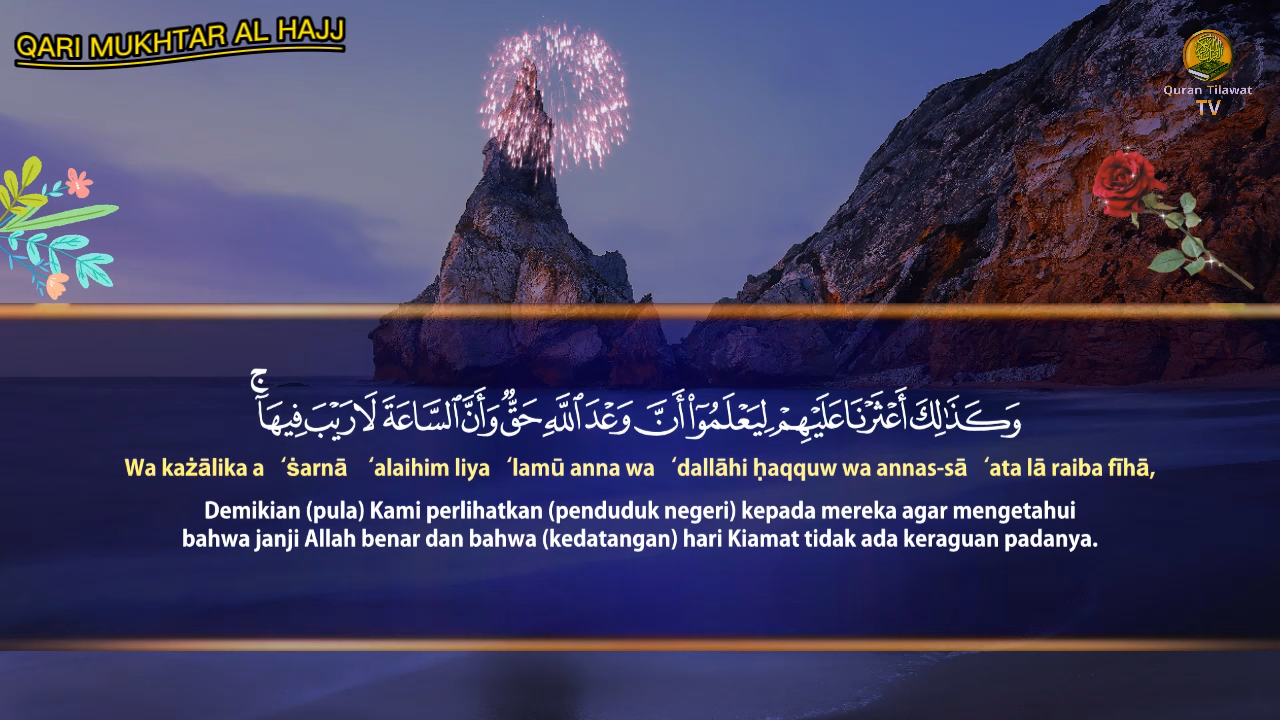 QARI MUKHTAR AL HAJJ
Quran Tilawat
TV
وَكَذَٰلِكَ أَعْثَرْنَا عَلَيْهِمْ لِيَعْلَمُوٓا۟ أَنَّ وَعْدَ ٱللَّهِ حَقٌّ وَأَنَّ ٱلسَّاعَةَ لَا رَيْبَ فِيهَآ ۚ
Wa każālika a ‘ṡarnā ‘alaihim liya ‘lamū anna wa ‘dallāhi ḥaqquw wa annas-sā ‘ata lā raiba fīhā,
Demikian (pula) Kami perlihatkan (penduduk negeri) kepada mereka agar mengetahui
bahwa janji Allah benar dan bahwa (kedatangan) hari Kiamat tidak ada keraguan padanya.